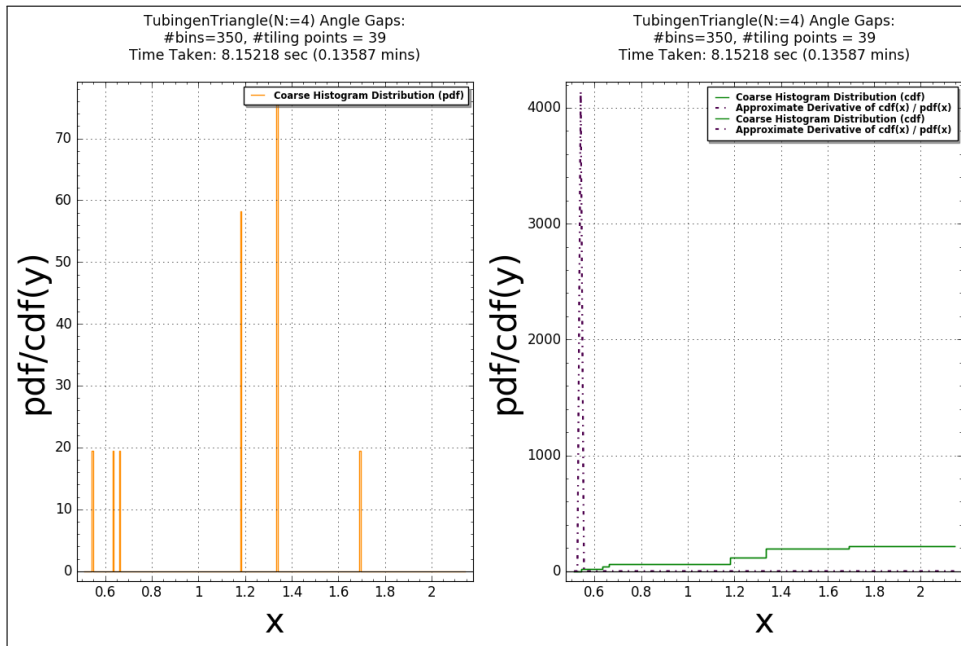 TubingenTriangle(N:=4) Angle Gaps:
#bins=350, #tiling points = 39
Time Taken: 8.15218 sec (0.13587 mins)
Coarse Histogram Distribution (pdf)
pdf/cdf(y)
70
60
50
40
30
20
10
0
0.6 0.8 1 1.2 1.4 1.6 1.8 2
x
TubingenTriangle(N:=4) Angle Gaps:
#bins=350, #tiling points = 39
Time Taken: 8.15218 sec (0.13587 mins)
Coarse Histogram Distribution (cdf)
Approximate Derivative of cdf(x) / pdf(x)
Coarse Histogram Distribution (cdf)
Approximate Derivative of cdf(x) / pdf(x)
pdf/cdf(y)
4000
3000
2000
1000
0
0.6 0.8 1 1.2 1.4 1.6 1.8 2
x